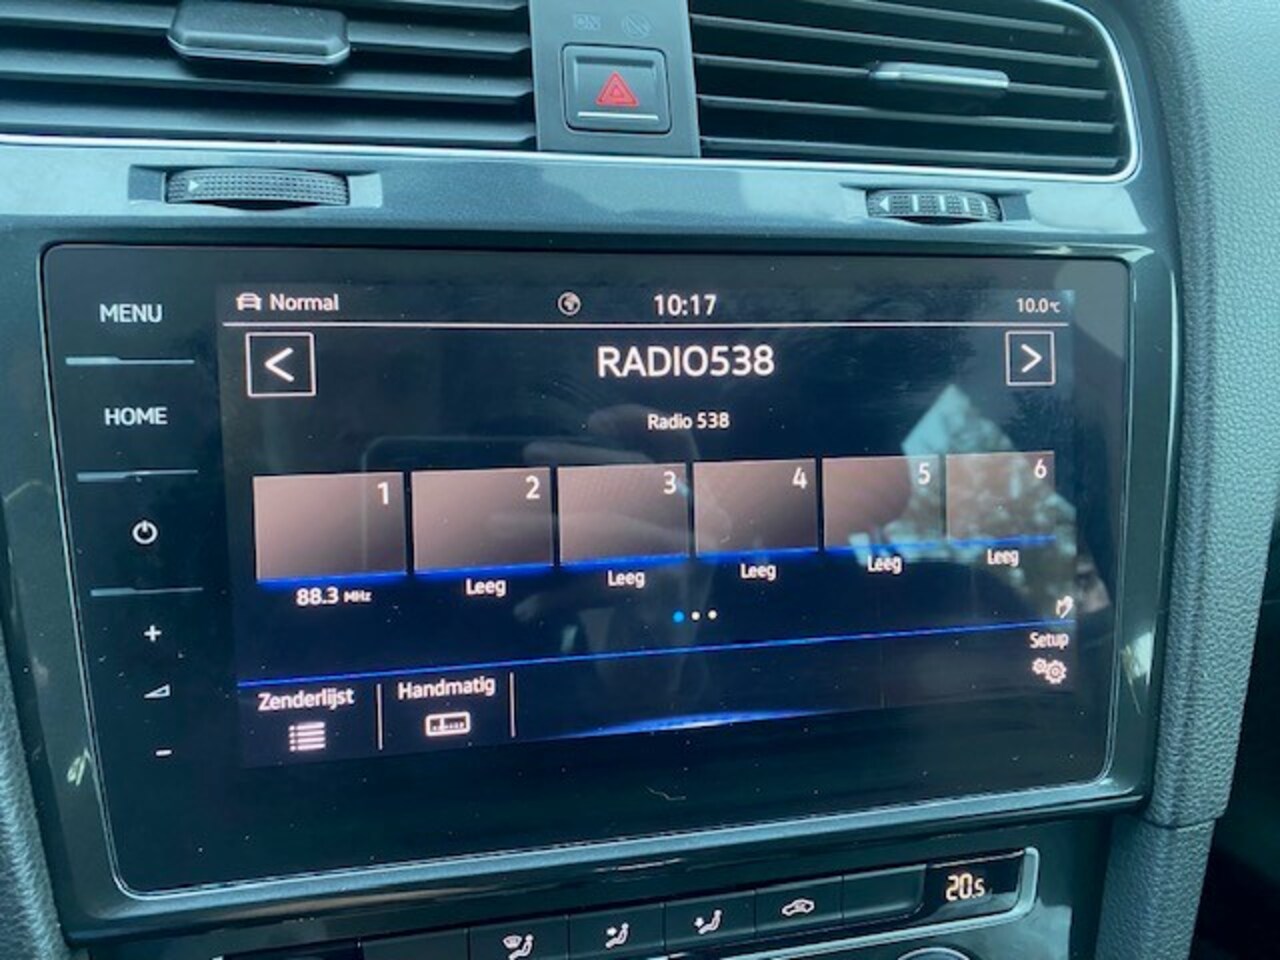 MENU
Normal
10:17
10.0°C
RADIO538
HOME
Radio 538
1
2
3
4
5
6
88.3 MHz
Leeg
Leeg
Leeg
Leeg
Leeg
Setup
Zenderlijst
Handmatig
20.5